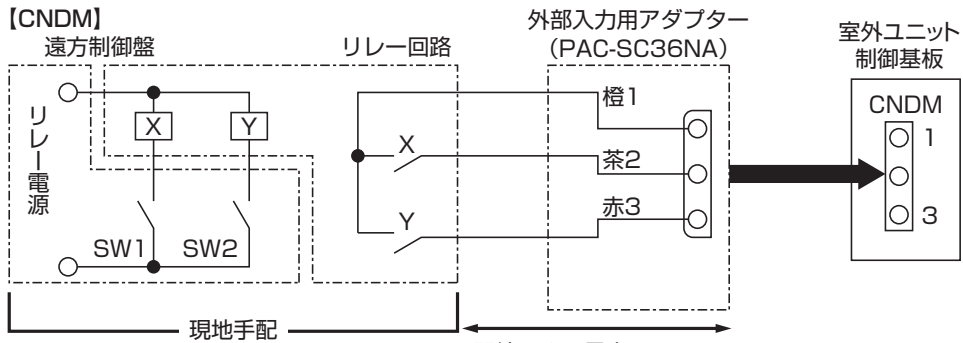 【CNDM】
遠方制御盤
リレー回路
外部入力用アダプター
(PAC-SC36NA)
室外ユニット
制御基板
リレー電源
X
Y
SW1
SW2
X
Y
橙1
茶2
赤3
CNDM
1
3
現地手配